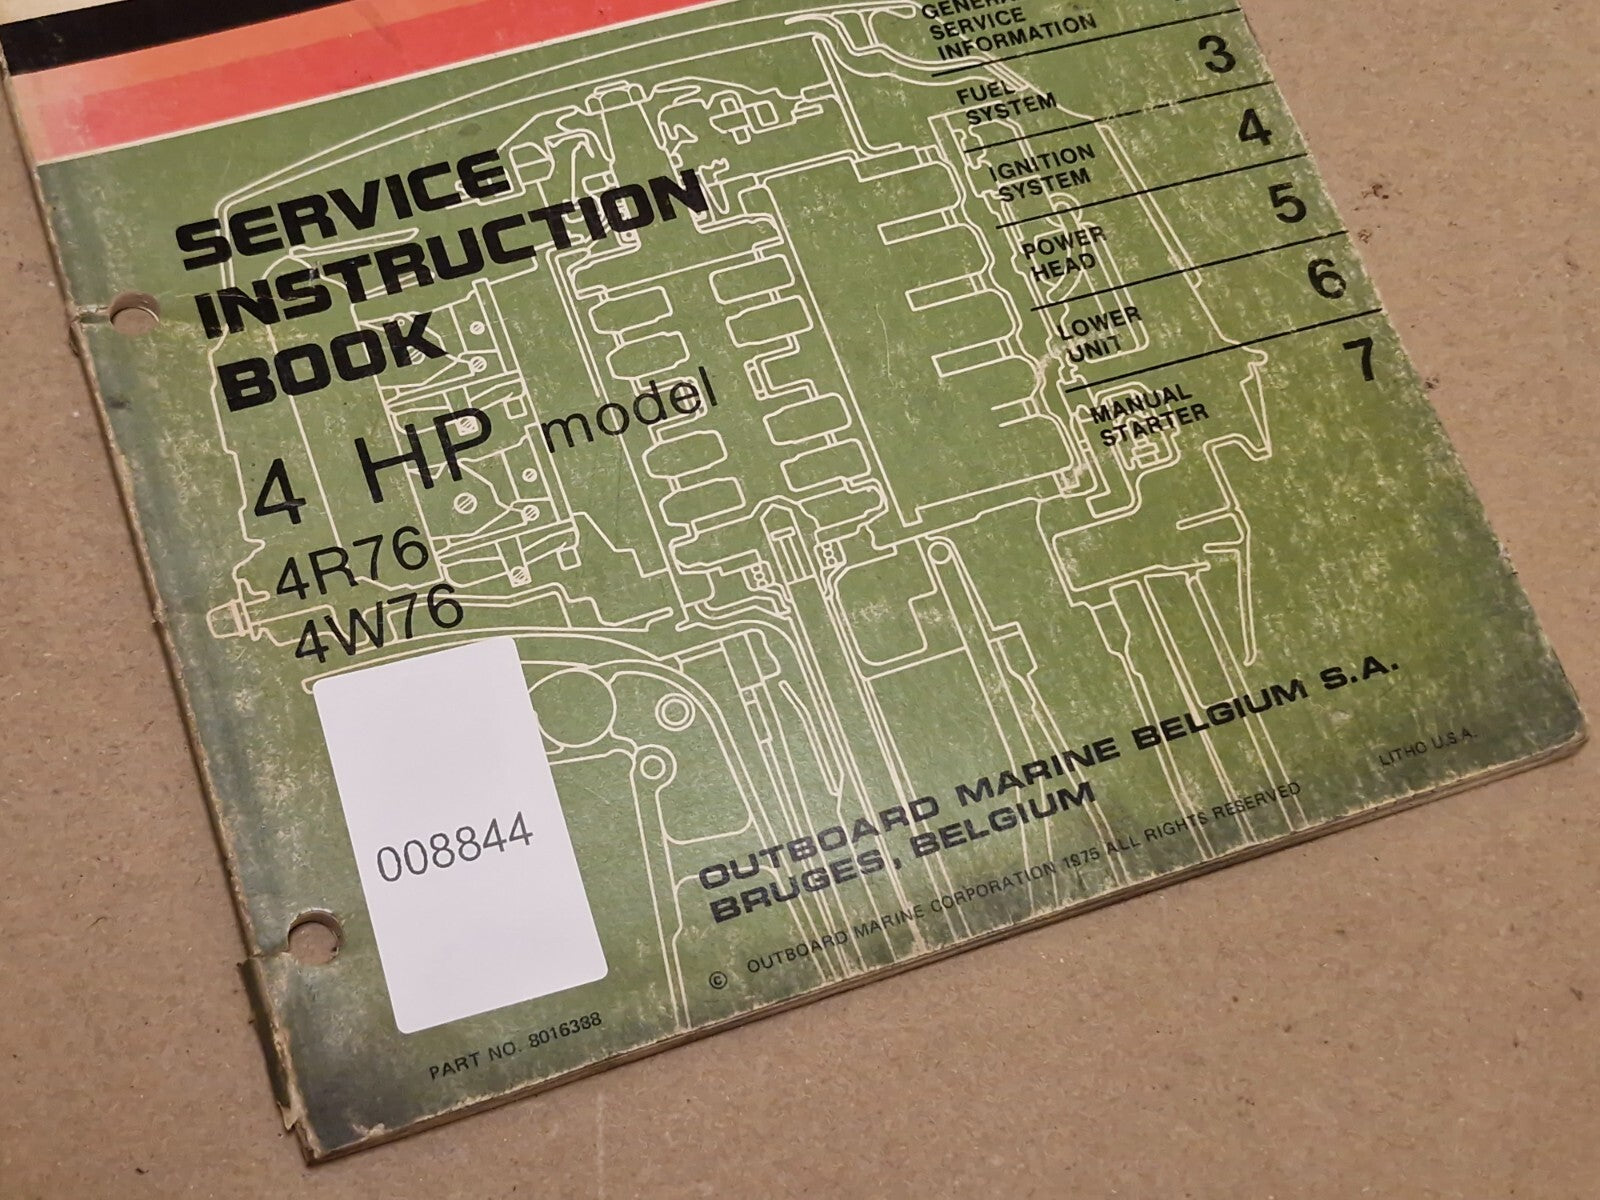 SERVICE
INSTRUCTION
BOOK
4 HP model
4R76
4W76
008844
PART NO. 8016388
SERVICE
INFORMATION
3
FUEL
SYSTEM
4
IGNITION
SYSTEM
5
POWER
HEAD
6
LOWER
UNIT
7
MANUAL
STARTER
OUTBOARD MARINE BELGIUM S.A.
BRUGES, BELGIUM
© OUTBOARD MARINE CORPORATION 1975 ALL RIGHTS RESERVED
LITHO U.S.A.